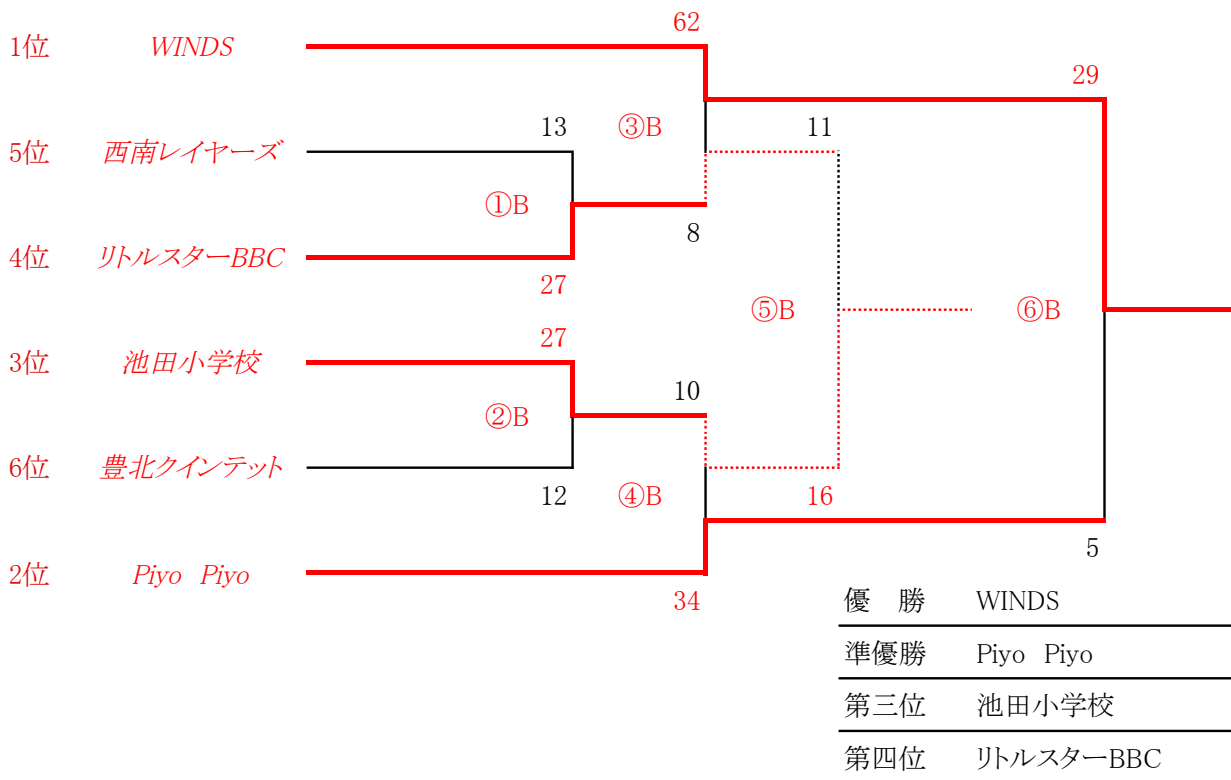 62
1位 WINDS
29
13 ③B 11
5位 西南レイヤーズ
①B
8
4位 リトルスターBBC
27
⑤B ⑥B
27
3位 池田小学校
10
②B
6位 豊北クインテット
12 ④B 16
5
2位 Piyo Piyo
34
優　勝 WINDS
準優勝 Piyo Piyo
第三位 池田小学校
第四位 リトルスターBBC